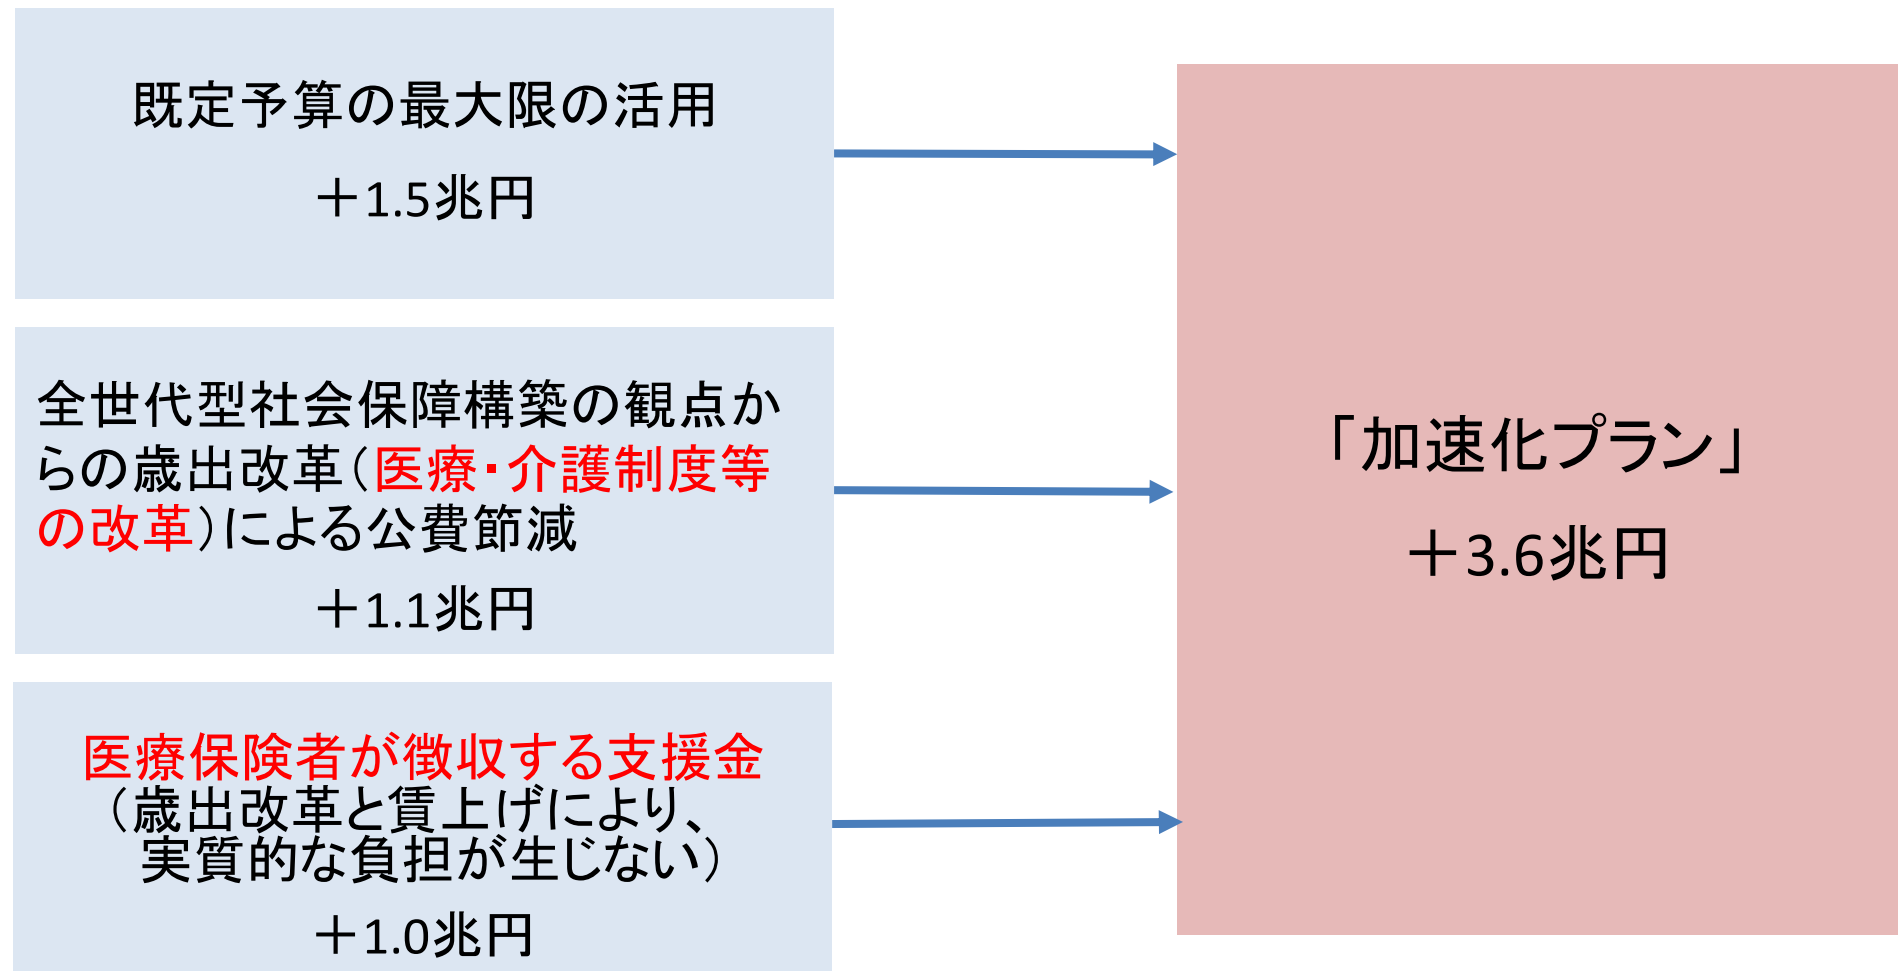 既定予算の最大限の活用
＋1.5兆円
全世代型社会保障構築の観点か
らの歳出改革（医療・介護制度等
の改革）による公費節減
＋1.1兆円
医療保険者が徴収する支援金
（歳出改革と賃上げにより、
実質的な負担が生じない）
＋1.0兆円
「加速化プラン」
＋3.6兆円